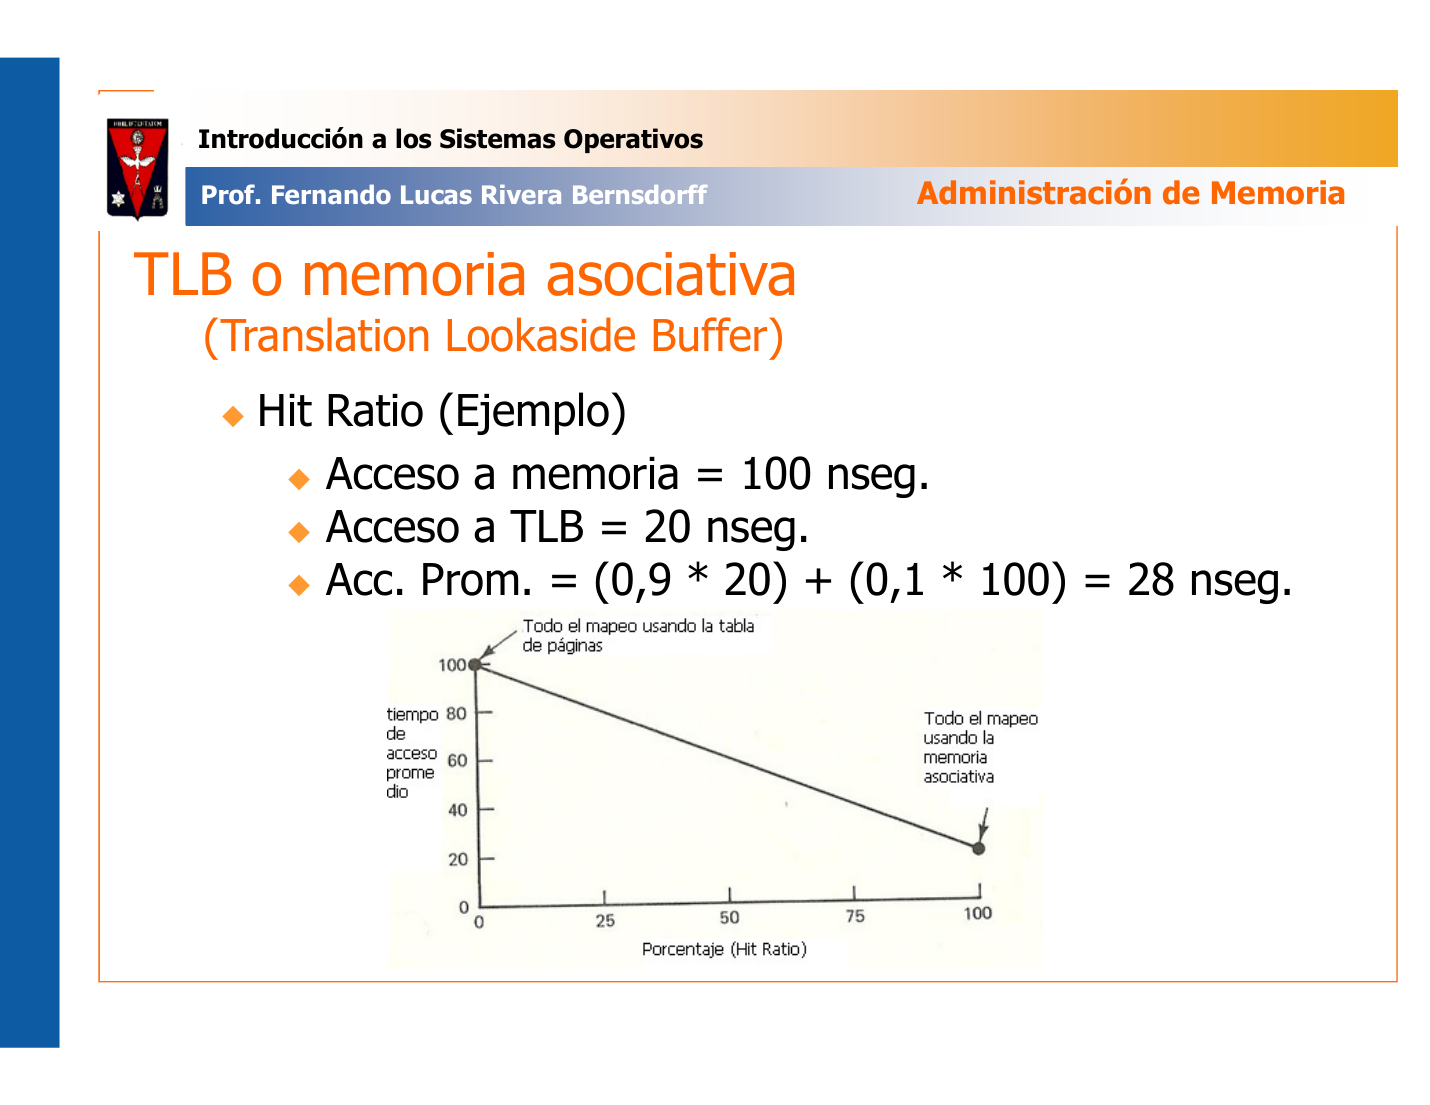 Introducción a los Sistemas Operativos
Prof. Fernando Lucas Rivera Bernsdorff
Administración de Memoria
TLB o memoria asociativa
(Translation Lookaside Buffer)
Hit Ratio (Ejemplo)
Acceso a memoria = 100 nseg.
Acceso a TLB = 20 nseg.
Acc. Prom. = (0,9 * 20) + (0,1 * 100) = 28 nseg.
Todo el mapeo usando la tabla
de páginas
100
80
60
40
20
0
tiempo
de
acceso
prome
dio
Todo el mapeo
usando la
memoria
asociativa
0
25
50
75
100
Porcentaje (Hit Ratio)